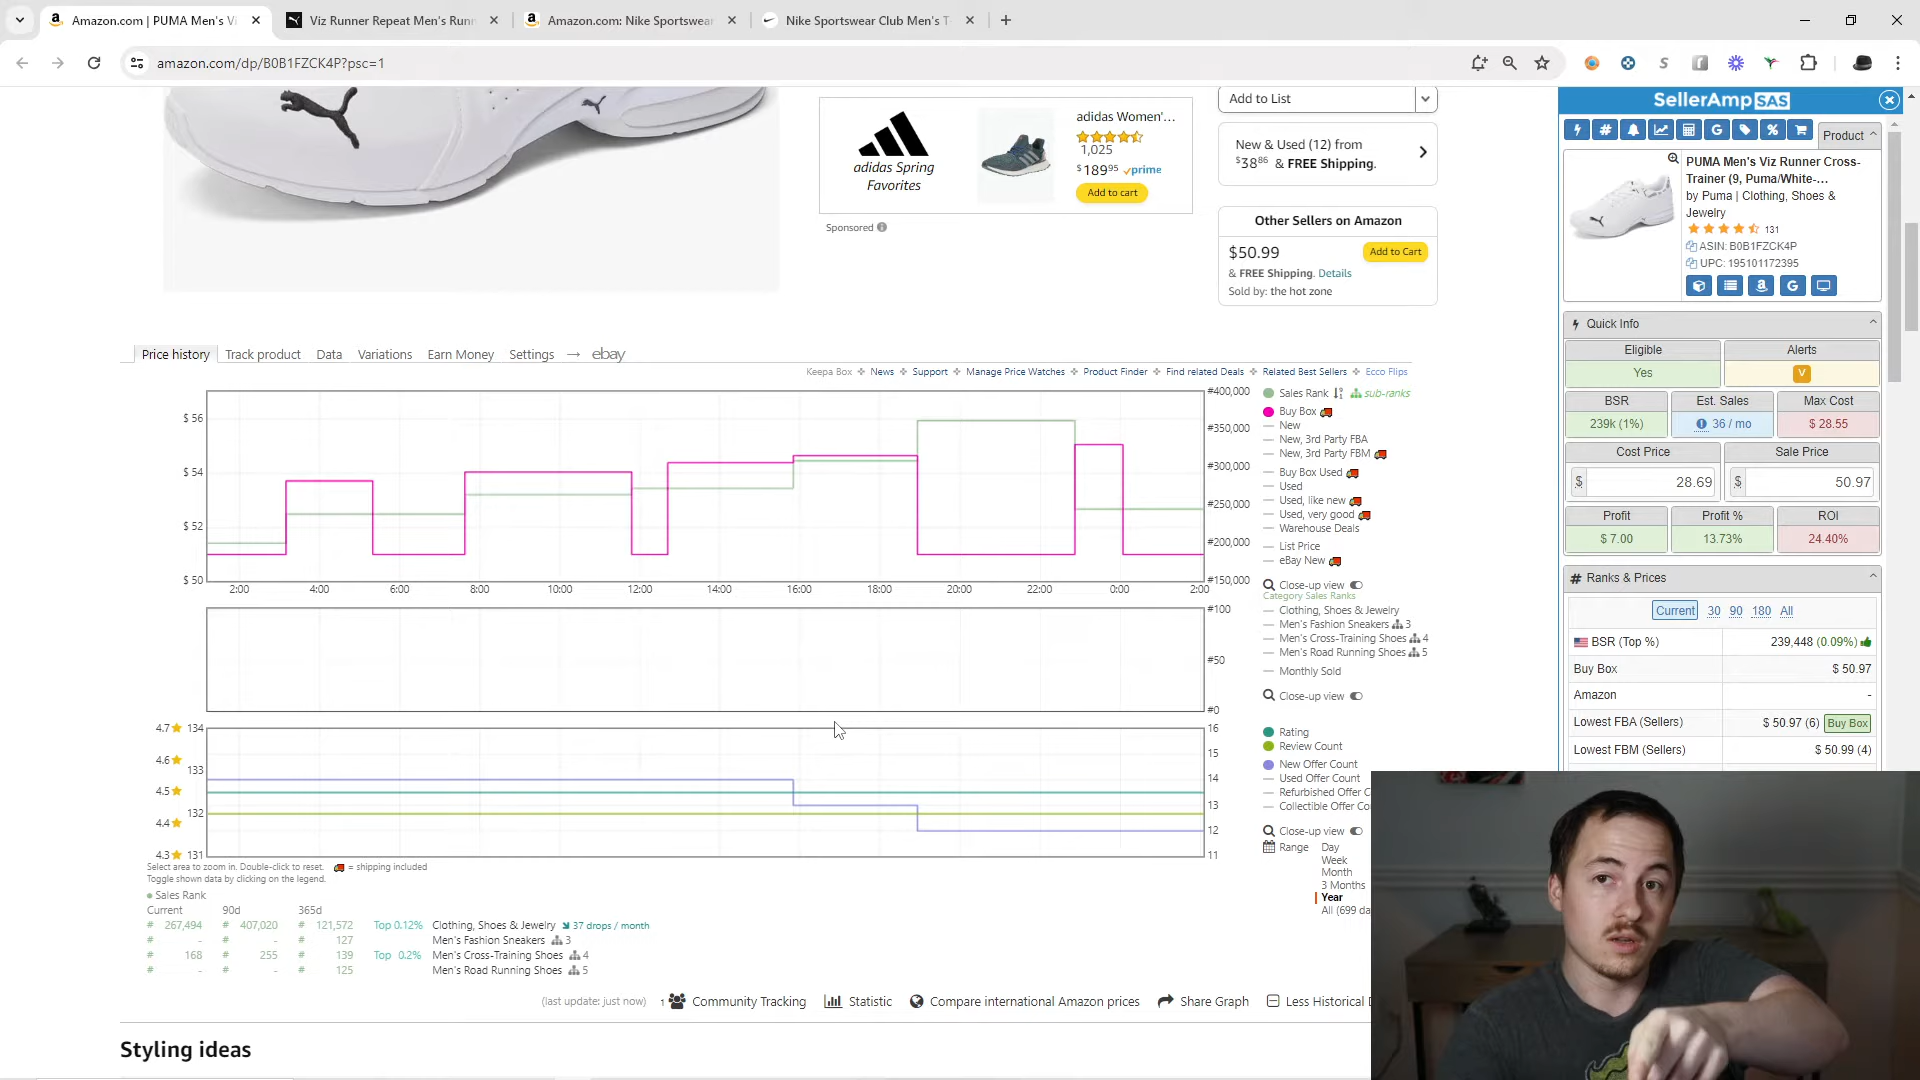 Amazon.com | PUMA Men's Vi
Viz Runner Repeat Men's Runn
Amazon.com: Nike Sportswear
Nike Sportswear Club Men's T
amazon.com/dp/B0B1FZCK4P?psc=1
adidas Spring
Favorites
adidas Women'...
1,025
$189 95 prime
Add to cart
Sponsored
Add to List
New & Used (12) from
$38 86 & FREE Shipping.
Other Sellers on Amazon
$50.99
Add to Cart
& FREE Shipping. Details
Sold by: the hot zone
Price history
Track product
Data
Variations
Earn Money
Settings
ebay
Keepa Box
News
Support
Manage Price Watches
Product Finder
Find related Deals
Related Best Sellers
Ecco Flips
$ 56
$ 54
$ 52
$ 50
#400,000
#350,000
#300,000
#250,000
#200,000
#150,000
2:00 4:00 6:00 8:00 10:00 12:00 14:00 16:00 18:00 20:00 22:00 0:00 2:00
Sales Rank sub-ranks
Buy Box
New
New, 3rd Party FBA
New, 3rd Party FBM
Buy Box Used
Used
Used, like new
Used, very good
Warehouse Deals
List Price
eBay New
Close-up view
Category Sales Ranks
Clothing, Shoes & Jewelry
Men's Fashion Sneakers 3
Men's Cross-Training Shoes 4
Men's Road Running Shoes 5
Monthly Sold
Close-up view
#100
#50
#0
4.7 134
4.6
133
4.5
132
4.4
4.3 131
16
15
14
13
12
11
Rating
Review Count
New Offer Count
Used Offer Count
Refurbished Offer C
Collectible Offer Co
Close-up view
Range
Day
Week
Month
3 Months
Year
All (699 da
Select area to zoom in. Double-click to reset. = shipping included
Toggle shown data by clicking on the legend.
Sales Rank
Current 90d 365d
# 267,494 # 407,020 # 121,572 Top 0.12% Clothing, Shoes & Jewelry 37 drops / month
# - # - # 127 Men's Fashion Sneakers 3
# 168 # 255 # 139 Top 0.2% Men's Cross-Training Shoes 4
# - # - # 125 Men's Road Running Shoes 5
(last update: just now)
1 Community Tracking
Statistic
Compare international Amazon prices
Share Graph
Less Historical D
Styling ideas
SellerAmp SAS
Product
PUMA Men's Viz Runner Cross-
Trainer (9, Puma/White-...
by Puma | Clothing, Shoes &
Jewelry
131
ASIN: B0B1FZCK4P
UPC: 195101172395
Quick Info
Eligible Alerts
Yes V
BSR Est. Sales Max Cost
239k (1%) 36 / mo $ 28.55
Cost Price Sale Price
$ 28.69 $ 50.97
Profit Profit % ROI
$ 7.00 13.73% 24.40%
# Ranks & Prices
Current 30 90 180 All
BSR (Top %) 239,448 (0.09%)
Buy Box $ 50.97
Amazon -
Lowest FBA (Sellers) $ 50.97 (6) Buy Box
Lowest FBM (Sellers) $ 50.99 (4)